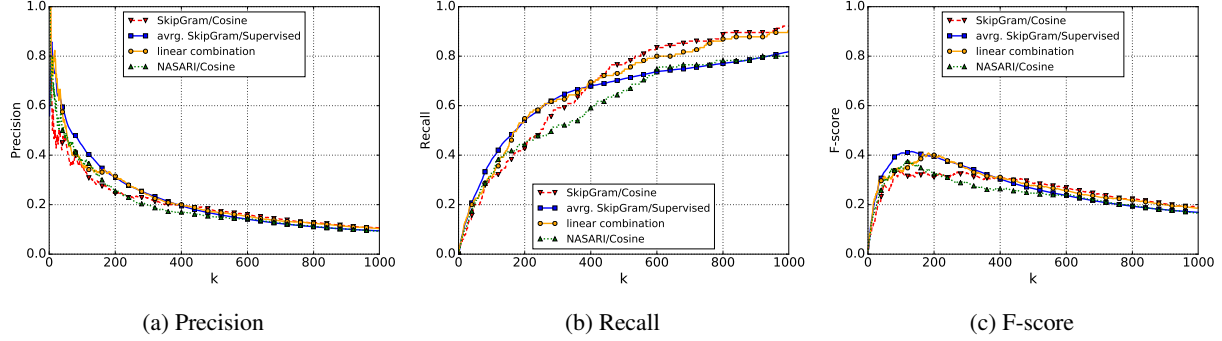 1.0
0.8
0.6
0.4
0.2
0.0
Precision
0 200 400 600 800 1000
k
SkipGram/Cosine
avrg. SkipGram/Supervised
linear combination
NASARI/Cosine
(a) Precision
1.0
0.8
0.6
0.4
0.2
0.0
Recall
0 200 400 600 800 1000
k
SkipGram/Cosine
avrg. SkipGram/Supervised
linear combination
NASARI/Cosine
(b) Recall
1.0
0.8
0.6
0.4
0.2
0.0
F-score
0 200 400 600 800 1000
k
SkipGram/Cosine
avrg. SkipGram/Supervised
linear combination
NASARI/Cosine
(c) F-score